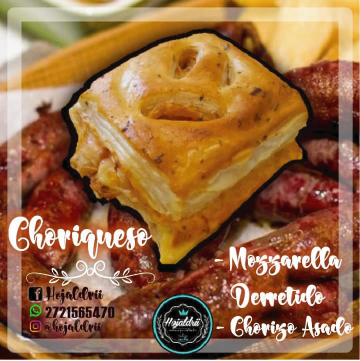 Choriqueso
- Mozzarella
Derretido
- Chorizo Asado
Hojaldrii
2721565470
@hojaldrii
Hojaldrii